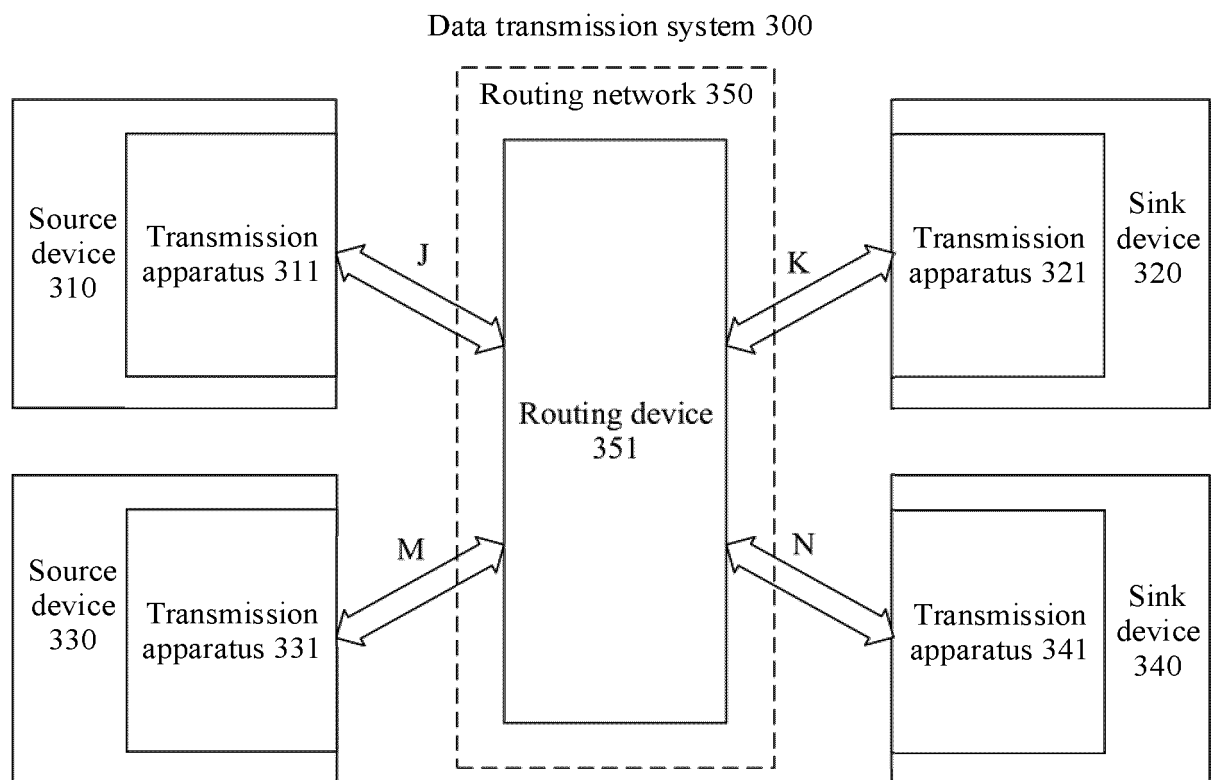 Data transmission system 300
Routing network 350
Source
device
310
Transmission
apparatus 311
J
K
Transmission
apparatus 321
Sink
device
320
Routing device
351
Source
device
330
Transmission
apparatus 331
M
N
Transmission
apparatus 341
Sink
device
340